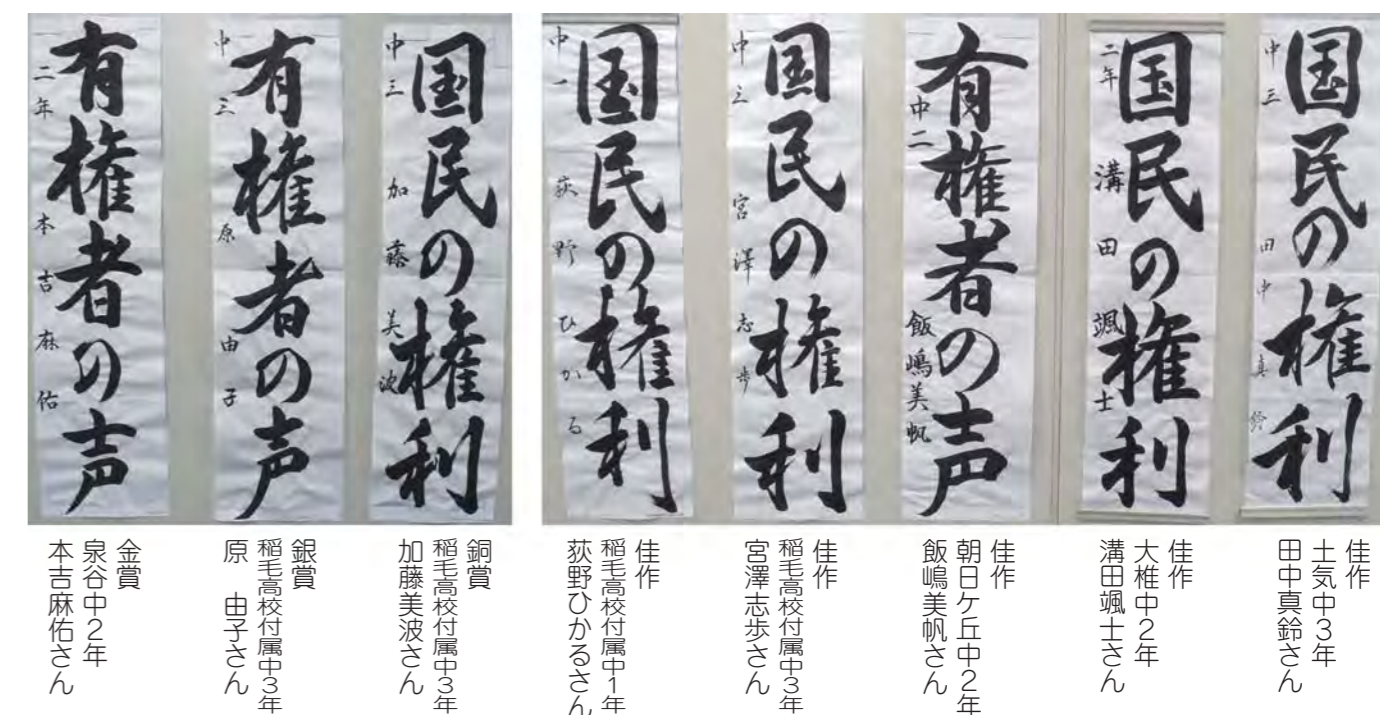 有権者の声
二年 本吉麻佑
有権者の声
中三 原由子
国民の権利
中三 加藤美波
国民の権利
中一 荻野ひかる
国民の権利
中三 宮澤志歩
有権者の声
中二 飯嶋美帆
国民の権利
二年 溝田颯士
国民の権利
中三 田中真鈴
金賞
泉谷中2年
本吉麻佑さん
銀賞
稲毛高校付属中3年
原 由子さん
銅賞
稲毛高校付属中3年
加藤美波さん
佳作
稲毛高校付属中1年
荻野ひかるさん
佳作
稲毛高校付属中3年
宮澤志歩さん
佳作
朝日ケ丘中2年
飯嶋美帆さん
佳作
大椎中2年
溝田颯士さん
佳作
土気中3年
田中真鈴さん